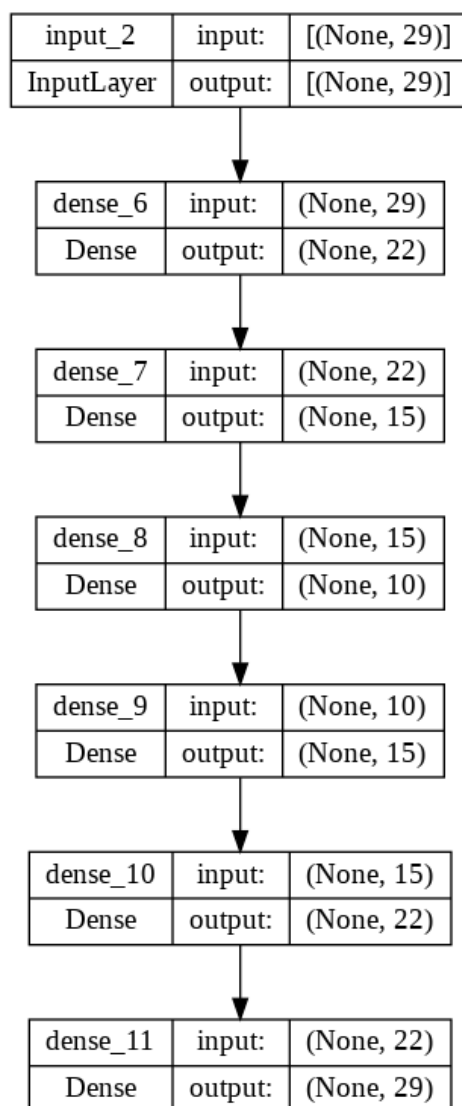 input_2 input: [(None, 29)]
InputLayer output: [(None, 29)]
dense_6 input: (None, 29)
Dense output: (None, 22)
dense_7 input: (None, 22)
Dense output: (None, 15)
dense_8 input: (None, 15)
Dense output: (None, 10)
dense_9 input: (None, 10)
Dense output: (None, 15)
dense_10 input: (None, 15)
Dense output: (None, 22)
dense_11 input: (None, 22)
Dense output: (None, 29)